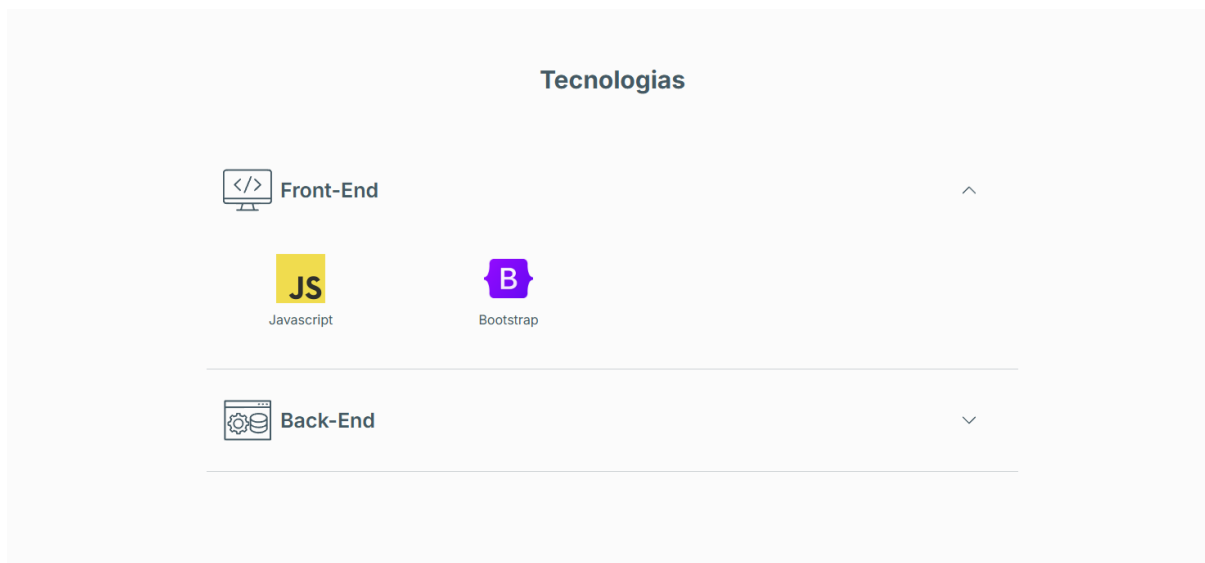 Tecnologias
</> Front-End
JS
B
Javascript
Bootstrap
Back-End